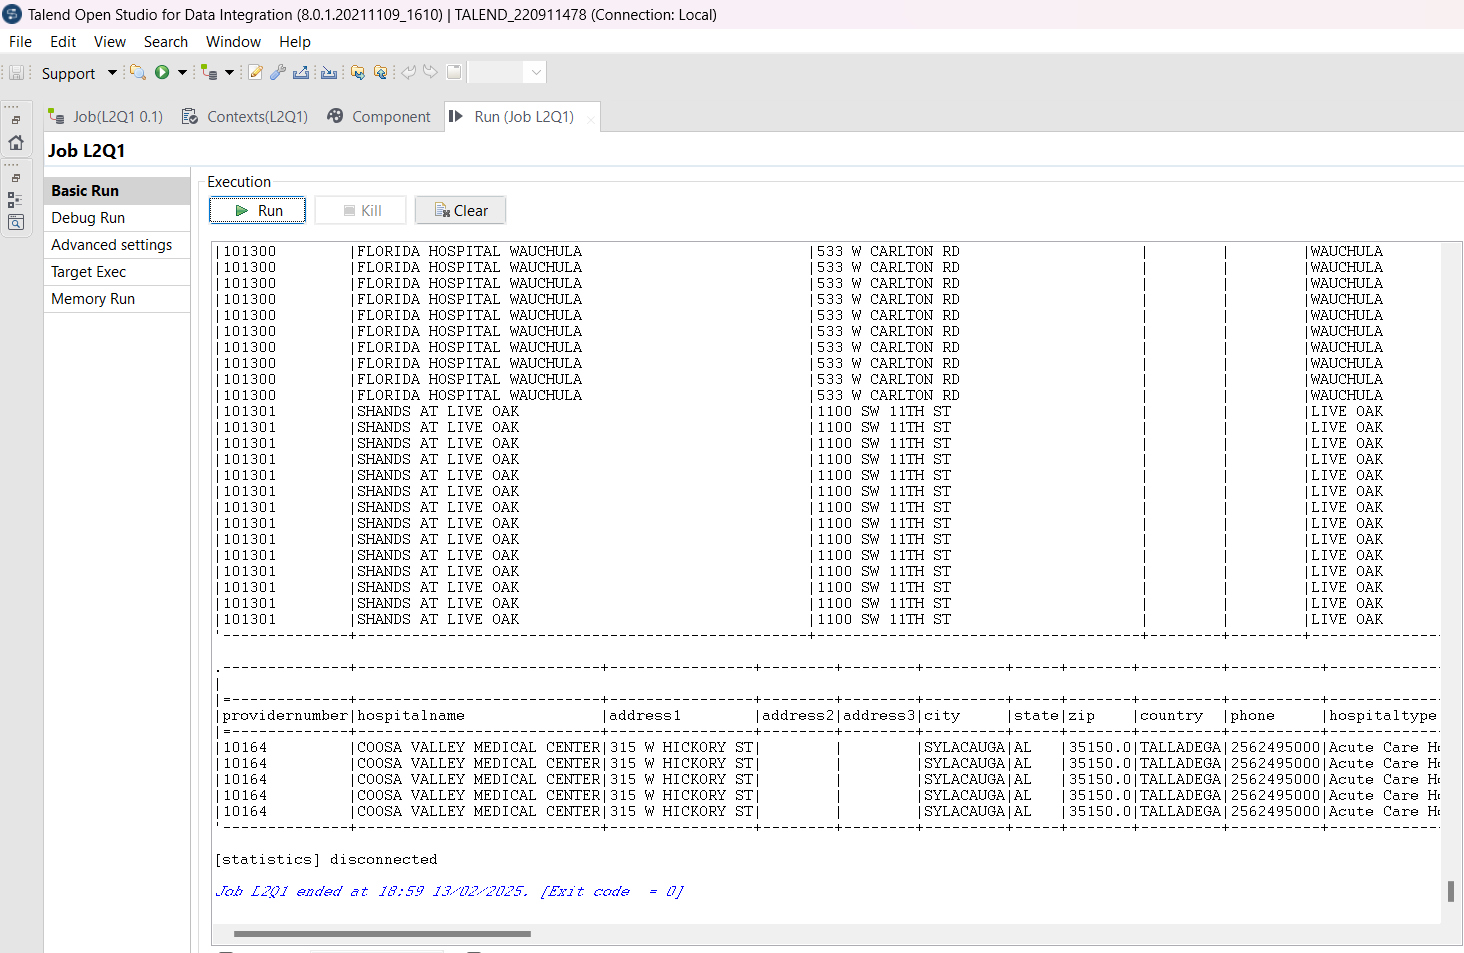 Talend Open Studio for Data Integration (8.0.1.20211109_1610) | TALEND_220911478 (Connection: Local)
File Edit View Search Window Help
Support
Job(L2Q1 0.1) Contexts(L2Q1) Component Run (Job L2Q1)
Job L2Q1
Basic Run
Debug Run
Advanced settings
Target Exec
Memory Run
Execution
Run Kill Clear
|101300 |FLORIDA HOSPITAL WAUCHULA |533 W CARLTON RD | | |WAUCHULA
|101300 |FLORIDA HOSPITAL WAUCHULA |533 W CARLTON RD | | |WAUCHULA
|101300 |FLORIDA HOSPITAL WAUCHULA |533 W CARLTON RD | | |WAUCHULA
|101300 |FLORIDA HOSPITAL WAUCHULA |533 W CARLTON RD | | |WAUCHULA
|101300 |FLORIDA HOSPITAL WAUCHULA |533 W CARLTON RD | | |WAUCHULA
|101300 |FLORIDA HOSPITAL WAUCHULA |533 W CARLTON RD | | |WAUCHULA
|101300 |FLORIDA HOSPITAL WAUCHULA |533 W CARLTON RD | | |WAUCHULA
|101300 |FLORIDA HOSPITAL WAUCHULA |533 W CARLTON RD | | |WAUCHULA
|101300 |FLORIDA HOSPITAL WAUCHULA |533 W CARLTON RD | | |WAUCHULA
|101300 |FLORIDA HOSPITAL WAUCHULA |533 W CARLTON RD | | |WAUCHULA
|101301 |SHANDS AT LIVE OAK |1100 SW 11TH ST | | |LIVE OAK
|101301 |SHANDS AT LIVE OAK |1100 SW 11TH ST | | |LIVE OAK
|101301 |SHANDS AT LIVE OAK |1100 SW 11TH ST | | |LIVE OAK
|101301 |SHANDS AT LIVE OAK |1100 SW 11TH ST | | |LIVE OAK
|101301 |SHANDS AT LIVE OAK |1100 SW 11TH ST | | |LIVE OAK
|101301 |SHANDS AT LIVE OAK |1100 SW 11TH ST | | |LIVE OAK
|101301 |SHANDS AT LIVE OAK |1100 SW 11TH ST | | |LIVE OAK
|101301 |SHANDS AT LIVE OAK |1100 SW 11TH ST | | |LIVE OAK
|101301 |SHANDS AT LIVE OAK |1100 SW 11TH ST | | |LIVE OAK
|101301 |SHANDS AT LIVE OAK |1100 SW 11TH ST | | |LIVE OAK
|101301 |SHANDS AT LIVE OAK |1100 SW 11TH ST | | |LIVE OAK
|101301 |SHANDS AT LIVE OAK |1100 SW 11TH ST | | |LIVE OAK
|101301 |SHANDS AT LIVE OAK |1100 SW 11TH ST | | |LIVE OAK
|101301 |SHANDS AT LIVE OAK |1100 SW 11TH ST | | |LIVE OAK
|providernumber|hospitalname |address1 |address2|address3|city |state|zip |country |phone |hospitaltype
|10164 |COOSA VALLEY MEDICAL CENTER|315 W HICKORY ST| | |SYLACAUGA|AL |35150.0|TALLADEGA|2562495000|Acute Care
|10164 |COOSA VALLEY MEDICAL CENTER|315 W HICKORY ST| | |SYLACAUGA|AL |35150.0|TALLADEGA|2562495000|Acute Care
|10164 |COOSA VALLEY MEDICAL CENTER|315 W HICKORY ST| | |SYLACAUGA|AL |35150.0|TALLADEGA|2562495000|Acute Care
|10164 |COOSA VALLEY MEDICAL CENTER|315 W HICKORY ST| | |SYLACAUGA|AL |35150.0|TALLADEGA|2562495000|Acute Care
|10164 |COOSA VALLEY MEDICAL CENTER|315 W HICKORY ST| | |SYLACAUGA|AL |35150.0|TALLADEGA|2562495000|Acute Care
[statistics] disconnected
Job L2Q1 ended at 18:59 13/02/2025. [Exit code = 0]